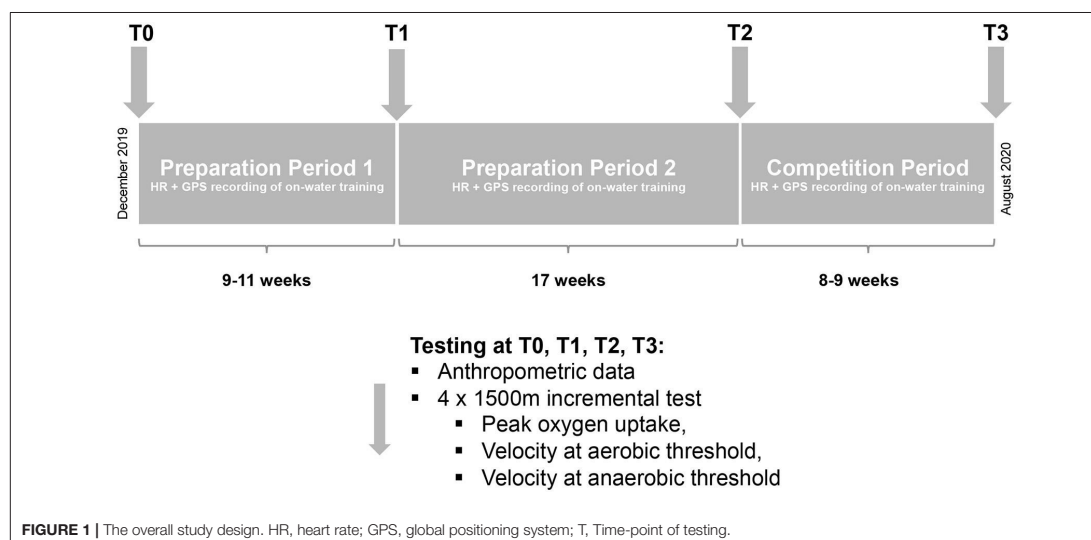 T0 T1 T2 T3
December 2019
Preparation Period 1
HR + GPS recording of on-water training
Preparation Period 2
HR + GPS recording of on-water training
Competition Period
HR + GPS recording of on-water training
August 2020
9-11 weeks 17 weeks 8-9 weeks
Testing at T0, T1, T2, T3:
▪ Anthropometric data
▪ 4 x 1500m incremental test
▪ Peak oxygen uptake,
▪ Velocity at aerobic threshold,
▪ Velocity at anaerobic threshold
FIGURE 1 | The overall study design. HR, heart rate; GPS, global positioning system; T, Time-point of testing.